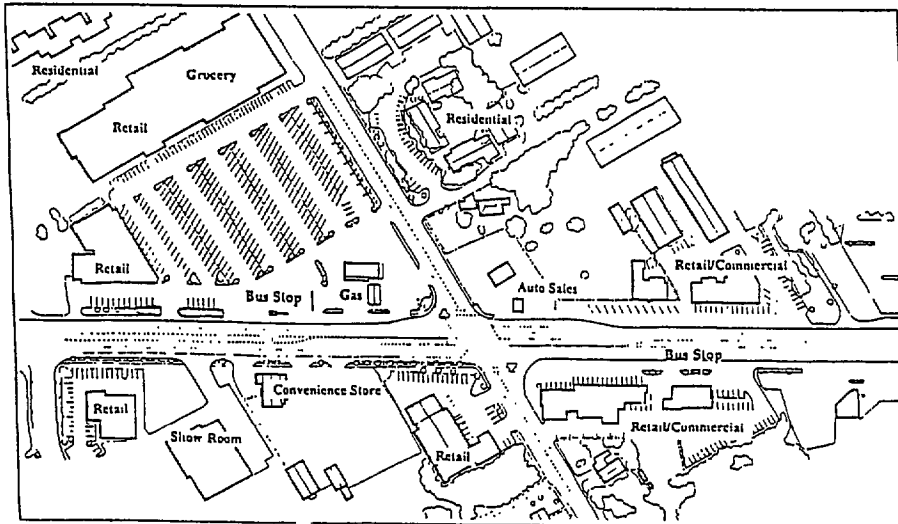 Residential
Grocery
Retail
Residential
Retail
Retail/Commercial
Bus Stop
Gas
Auto Sales
Bus Stop
Convenience Store
Retail
Retail/Commercial
Show Room
Retail